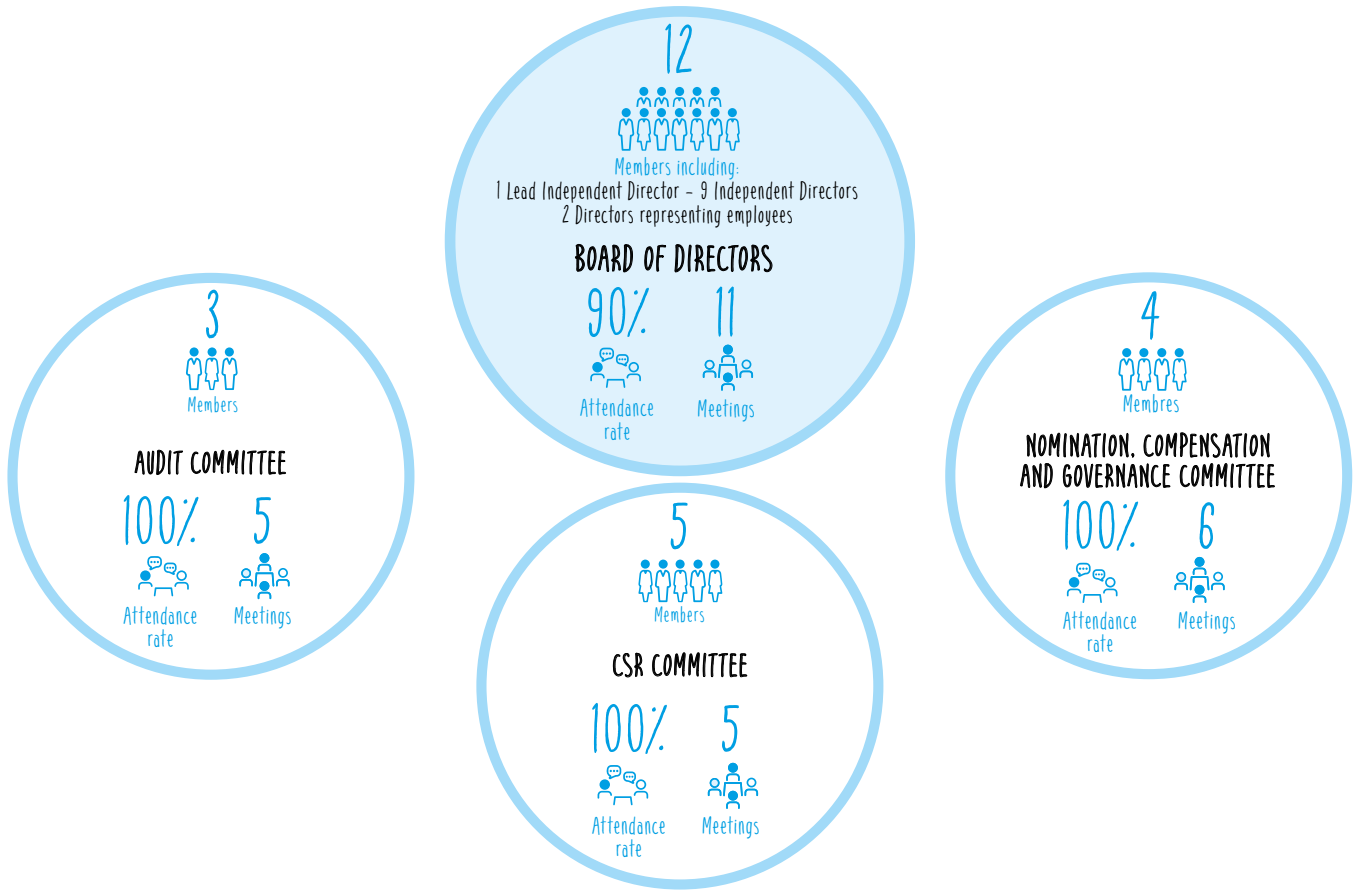 12
Members including:
1 Lead Independent Director – 9 Independent Directors
2 Directors representing employees
BOARD OF DIRECTORS
90%
11
Attendance
rate
Meetings
3
Members
AUDIT COMMITTEE
100%
5
Attendance
rate
Meetings
5
Members
CSR COMMITTEE
100%
5
Attendance
rate
Meetings
4
Membres
NOMINATION, COMPENSATION
AND GOVERNANCE COMMITTEE
100%
6
Attendance
rate
Meetings